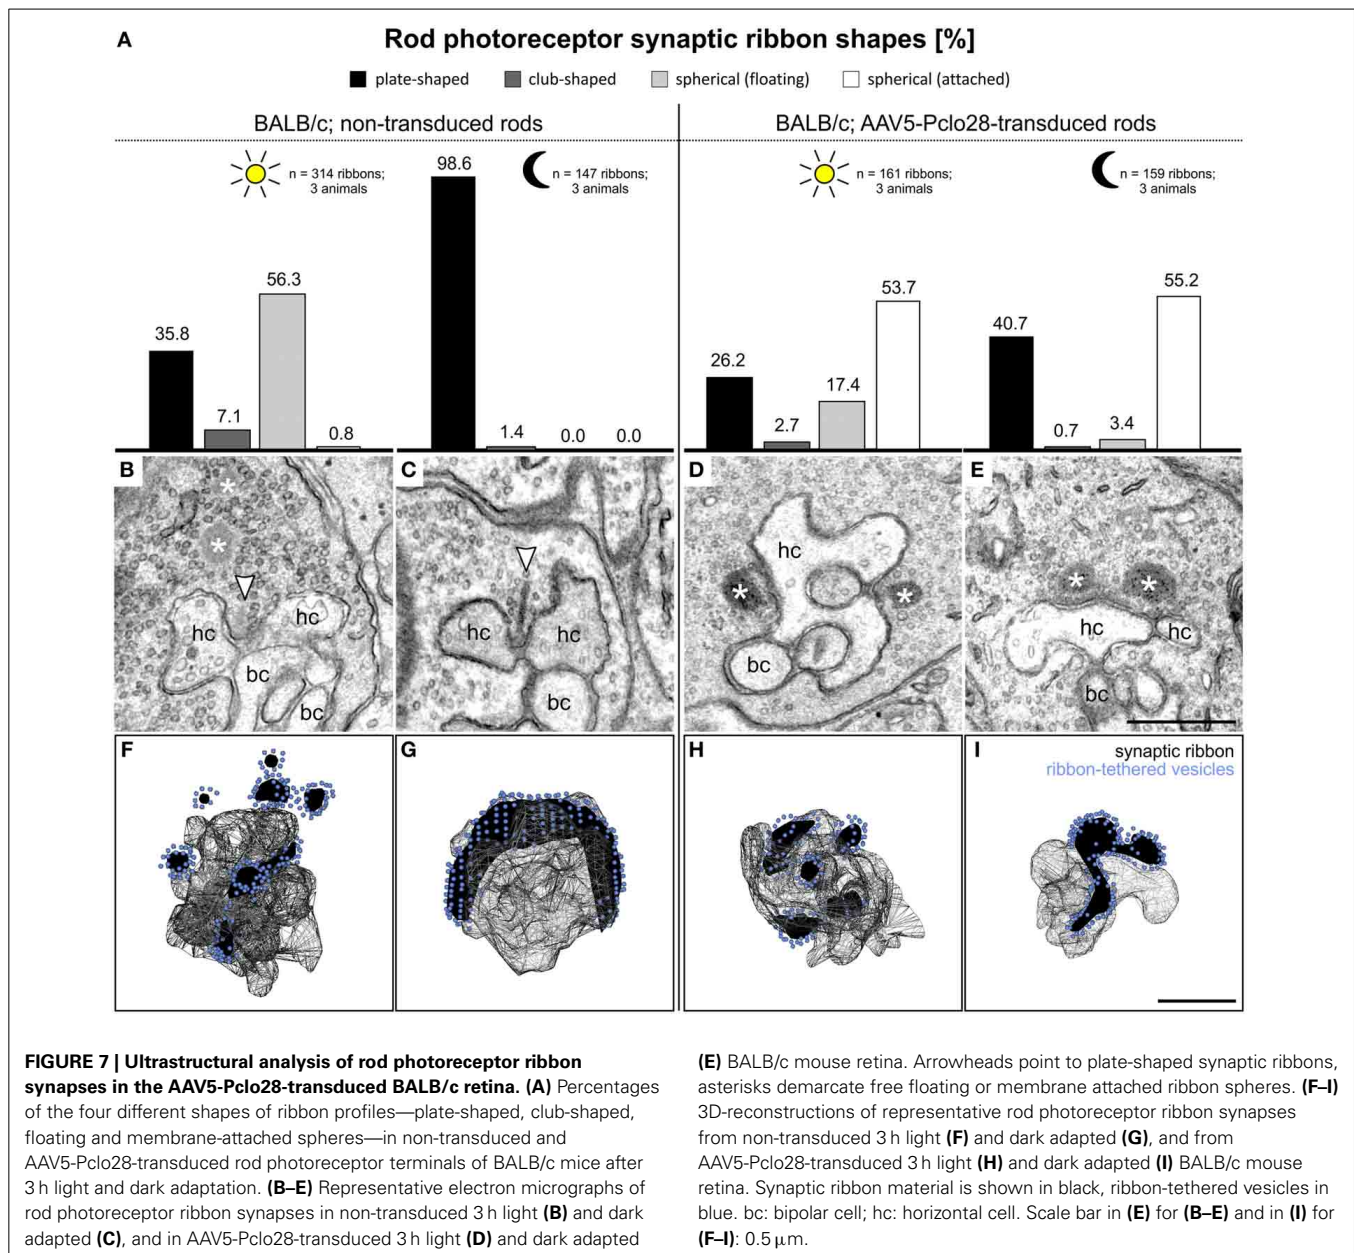 A
Rod photoreceptor synaptic ribbon shapes [%]
plate-shaped club-shaped spherical (floating) spherical (attached)
BALB/c; non-transduced rods
BALB/c; AAV5-Pclo28-transduced rods
n = 314 ribbons;
3 animals
35.8
7.1
56.3
0.8
n = 147 ribbons;
3 animals
98.6
1.4
0.0
0.0
n = 161 ribbons;
3 animals
26.2
2.7
17.4
53.7
n = 159 ribbons;
3 animals
40.7
0.7
3.4
55.2
B
*
*
hc
hc
bc
bc
C
hc
hc
bc
D
hc
*
*
bc
E
*
*
hc
hc
bc
F
G
H
I
synaptic ribbon
ribbon-tethered vesicles
FIGURE 7 | Ultrastructural analysis of rod photoreceptor ribbon
synapses in the AAV5-Pclo28-transduced BALB/c retina. (A) Percentages
of the four different shapes of ribbon profiles—plate-shaped, club-shaped,
floating and membrane-attached spheres—in non-transduced and
AAV5-Pclo28-transduced rod photoreceptor terminals of BALB/c mice after
3 h light and dark adaptation. (B–E) Representative electron micrographs of
rod photoreceptor ribbon synapses in non-transduced 3 h light (B) and dark
adapted (C), and in AAV5-Pclo28-transduced 3 h light (D) and dark adapted
(E) BALB/c mouse retina. Arrowheads point to plate-shaped synaptic ribbons,
asterisks demarcate free floating or membrane attached ribbon spheres. (F–I)
3D-reconstructions of representative rod photoreceptor ribbon synapses
from non-transduced 3 h light (F) and dark adapted (G), and from
AAV5-Pclo28-transduced 3 h light (H) and dark adapted (I) BALB/c mouse
retina. Synaptic ribbon material is shown in black, ribbon-tethered vesicles in
blue. bc: bipolar cell; hc: horizontal cell. Scale bar in (E) for (B–E) and in (I) for
(F–I): 0.5 μm.